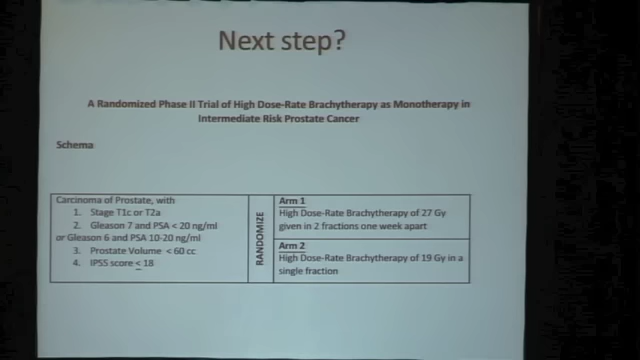 Next step?
A Randomized Phase II Trial of High Dose-Rate Brachytherapy as Monotherapy in
Intermediate Risk Prostate Cancer
Schema
Carcinoma of Prostate, with
1. Stage T1c or T2a
2. Gleason 7 and PSA < 20 ng/ml
or Gleason 6 and PSA 10-20 ng/ml
3. Prostate Volume < 60 cc
4. IPSS score < 18
RANDOMIZE
Arm 1
High Dose-Rate Brachytherapy of 27 Gy
given in 2 fractions one week apart
Arm 2
High Dose-Rate Brachytherapy of 19 Gy in a
single fraction